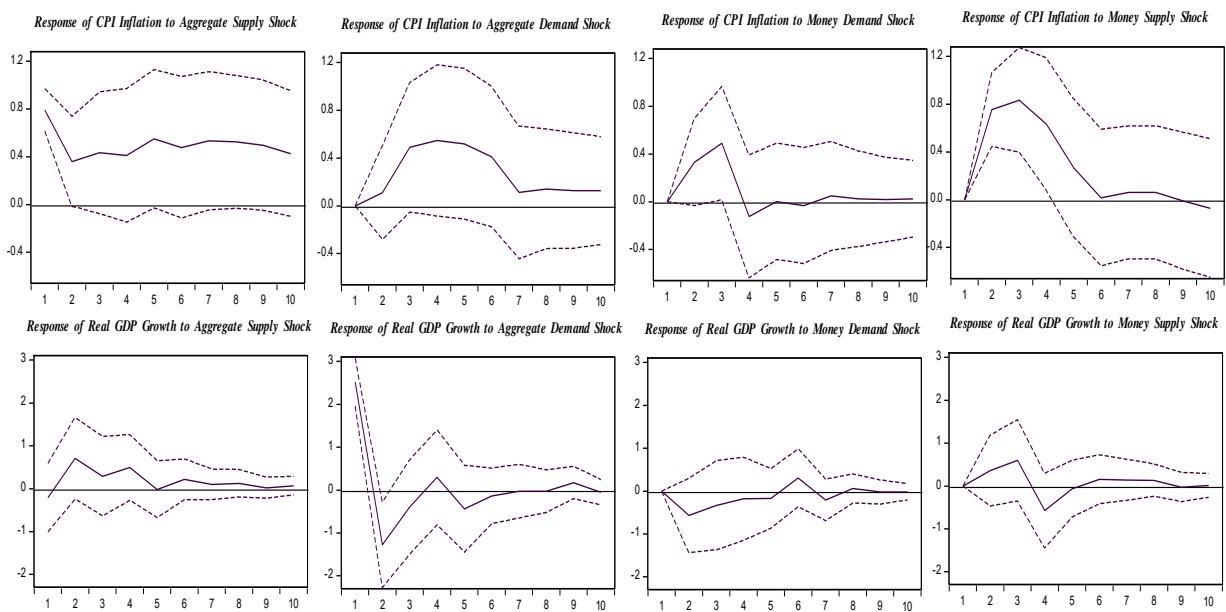 Response of CPI Inflation to Aggregate Supply Shock
1.2
0.8
0.4
0.0
-0.4
1 2 3 4 5 6 7 8 9 10
Response of CPI Inflation to Aggregate Demand Shock
1.2
0.8
0.4
0.0
-0.4
1 2 3 4 5 6 7 8 9 10
Response of CPI Inflation to Money Demand Shock
1.2
0.8
0.4
0.0
-0.4
1 2 3 4 5 6 7 8 9 10
Response of CPI Inflation to Money Supply Shock
1.2
0.8
0.4
0.0
-0.4
1 2 3 4 5 6 7 8 9 10
Response of Real GDP Growth to Aggregate Supply Shock
3
2
1
0
-1
-2
1 2 3 4 5 6 7 8 9 10
Response of Real GDP Growth to Aggregate Demand Shock
3
2
1
0
-1
-2
1 2 3 4 5 6 7 8 9 10
Response of Real GDP Growth to Money Demand Shock
3
2
1
0
-1
-2
1 2 3 4 5 6 7 8 9 10
Response of Real GDP Growth to Money Supply Shock
3
2
1
0
-1
-2
1 2 3 4 5 6 7 8 9 10